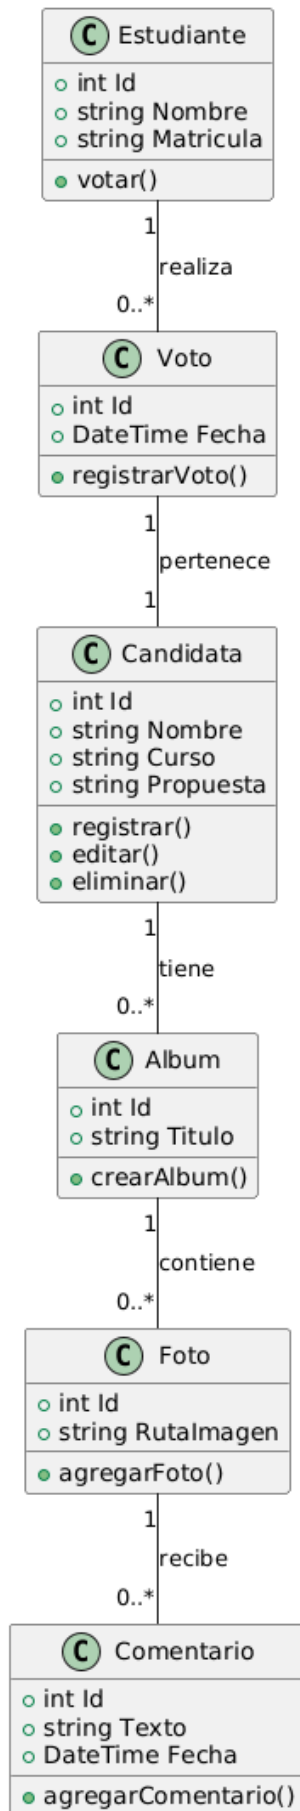 C Estudiante
int Id
string Nombre
string Matricula
votar()
1
realiza
0..*
C Voto
int Id
DateTime Fecha
registrarVoto()
1
pertenece
1
C Candidata
int Id
string Nombre
string Curso
string Propuesta
registrar()
editar()
eliminar()
1
tiene
0..*
C Album
int Id
string Titulo
crearAlbum()
1
contiene
0..*
C Foto
int Id
string RutaImagen
agregarFoto()
1
recibe
0..*
C Comentario
int Id
string Texto
DateTime Fecha
agregarComentario()